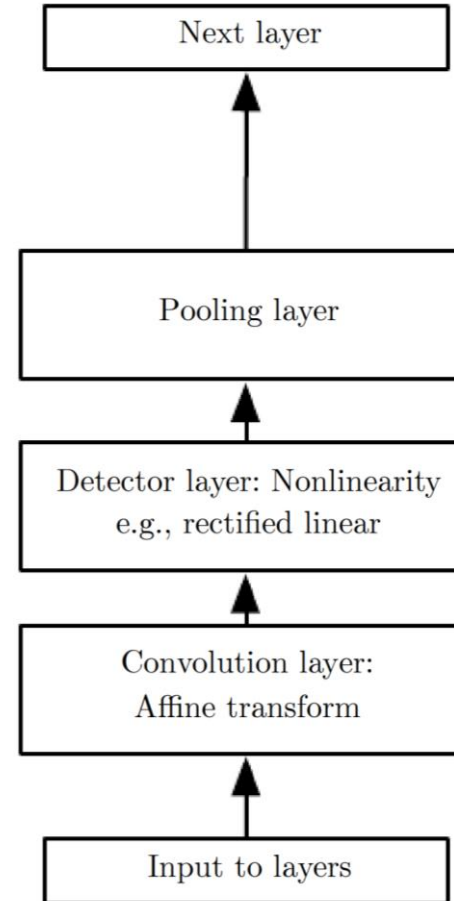 Next layer
Pooling layer
Detector layer: Nonlinearity
e.g., rectified linear
Convolution layer:
Affine transform
Input to layers